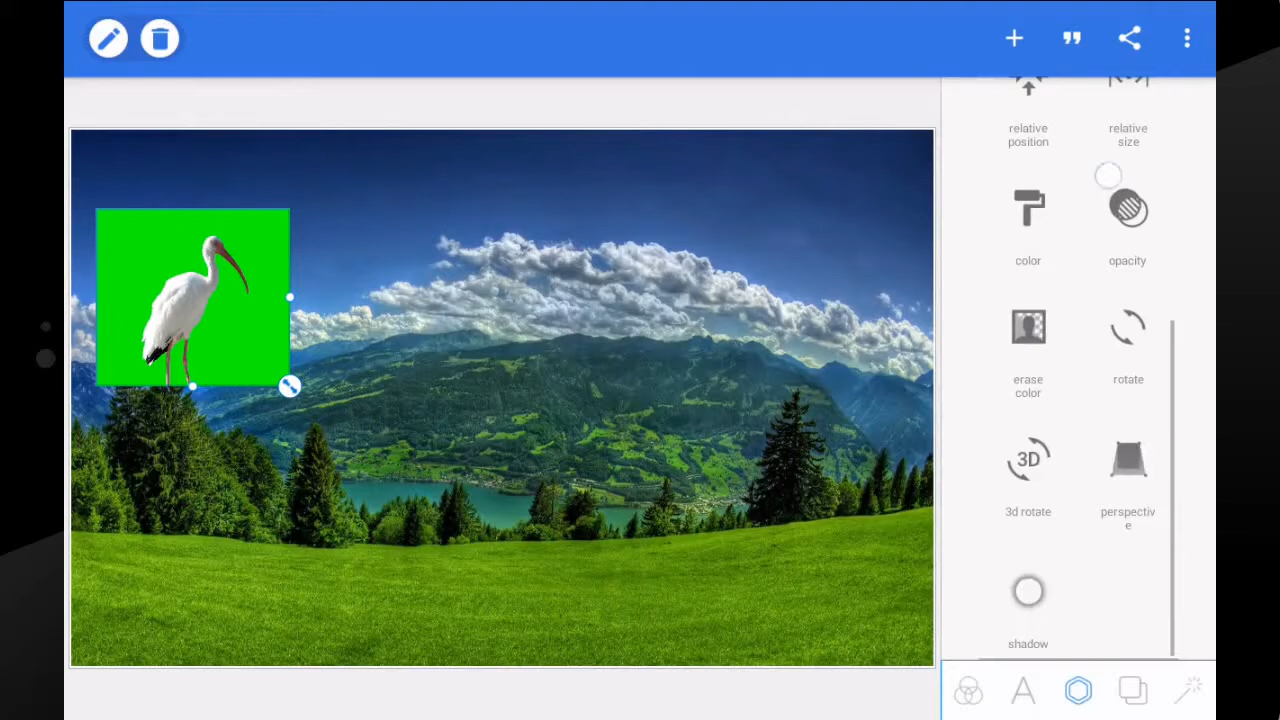 relative
position
relative
size
color
opacity
erase
color
rotate
3D
3d rotate
perspectiv
e
shadow
A